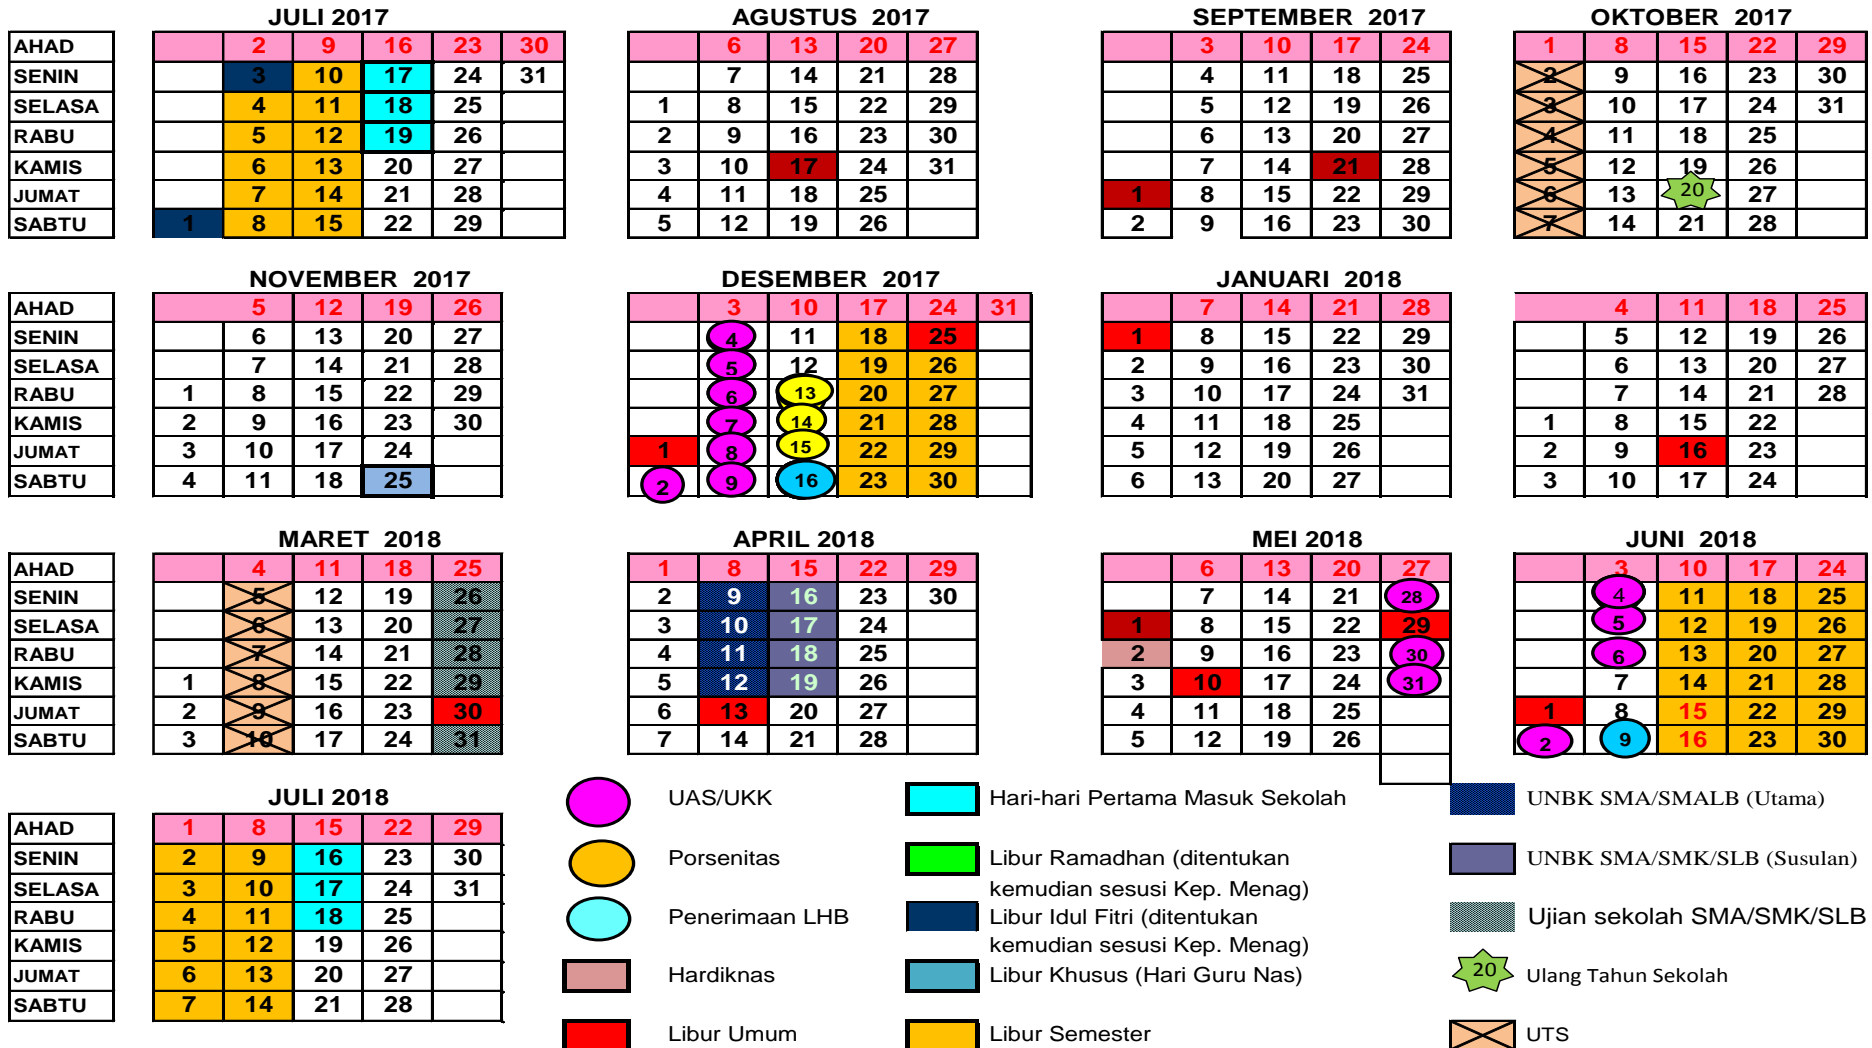 JULI 2017 AGUSTUS 2017 SEPTEMBER 2017 OKTOBER 2017
AHAD 2 9 16 23 30 6 13 20 27 3 10 17 24 1 8 15 22 29
SENIN 3 10 17 24 31 7 14 21 28 4 11 18 25 2 9 16 23 30
SELASA 4 11 18 25 1 8 15 22 29 5 12 19 26 3 10 17 24 31
RABU 5 12 19 26 2 9 16 23 30 6 13 20 27 4 11 18 25
KAMIS 6 13 20 27 3 10 17 24 31 7 14 21 28 5 12 19 26
JUMAT 7 14 21 28 4 11 18 25 1 8 15 22 29 6 13 20 27
SABTU 1 8 15 22 29 5 12 19 26 2 9 16 23 30 7 14 21 28
NOVEMBER 2017 DESEMBER 2017 JANUARI 2018
AHAD 5 12 19 26 3 10 17 24 31 7 14 21 28 4 11 18 25
SENIN 6 13 20 27 4 11 18 25 1 8 15 22 29 5 12 19 26
SELASA 7 14 21 28 5 12 19 26 2 9 16 23 30 6 13 20 27
RABU 1 8 15 22 29 6 13 20 27 3 10 17 24 31 7 14 21 28
KAMIS 2 9 16 23 30 7 14 21 28 4 11 18 25 1 8 15 22
JUMAT 3 10 17 24 1 8 15 22 29 5 12 19 26 2 9 16 23
SABTU 4 11 18 25 2 9 16 23 30 6 13 20 27 3 10 17 24
MARET 2018 APRIL 2018 MEI 2018 JUNI 2018
AHAD 4 11 18 25 1 8 15 22 29 6 13 20 27 3 10 17 24
SENIN 5 12 19 26 2 9 16 23 30 7 14 21 28 4 11 18 25
SELASA 6 13 20 27 3 10 17 24 1 8 15 22 29 5 12 19 26
RABU 7 14 21 28 4 11 18 25 2 9 16 23 30 6 13 20 27
KAMIS 1 8 15 22 29 5 12 19 26 3 10 17 24 31 7 14 21 28
JUMAT 2 9 16 23 30 6 13 20 27 4 11 18 25 1 8 15 22 29
SABTU 3 10 17 24 31 7 14 21 28 5 12 19 26 2 9 16 23 30
JULI 2018
AHAD 1 8 15 22 29
SENIN 2 9 16 23 30
SELASA 3 10 17 24 31
RABU 4 11 18 25
KAMIS 5 12 19 26
JUMAT 6 13 20 27
SABTU 7 14 21 28
UAS/UKK
Porsenitas
Penerimaan LHB
Hardiknas
Libur Umum
Hari-hari Pertama Masuk Sekolah
Libur Ramadhan (ditentukan
kemudian sesusi Kep. Menag)
Libur Idul Fitri (ditentukan
kemudian sesusi Kep. Menag)
Libur Khusus (Hari Guru Nas)
Libur Semester
UNBK SMA/SMALB (Utama)
UNBK SMA/SMK/SLB (Susulan)
Ujian sekolah SMA/SMK/SLB
20 Ulang Tahun Sekolah
UTS